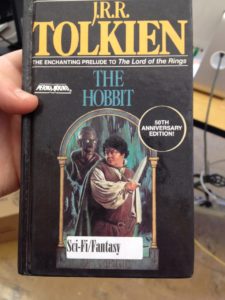 J.R.R.
TOLKIEN
THE ENCHANTING PRELUDE TO The Lord of the Rings
THE
HOBBIT
50TH
ANNIVERSARY
EDITION!
Sci-Fi/Fantasy